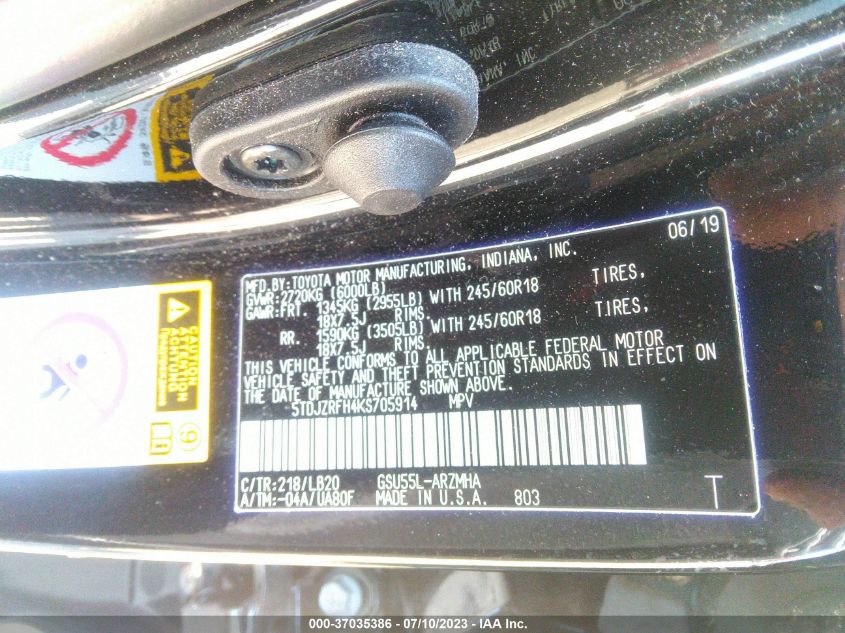 MFD.BY:TOYOTA MOTOR MANUFACTURING, INDIANA, INC. 06/19
GVWR:2720KG (6000LB)
GAWR:FRT. 1345KG (2955LB) WITH 245/60R18 TIRES,
18X7.5J RIMS.
RR. 1590KG (3505LB) WITH 245/60R18 TIRES,
18X7.5J RIMS.
THIS VEHICLE CONFORMS TO ALL APPLICABLE FEDERAL MOTOR
VEHICLE SAFETY AND THEFT PREVENTION STANDARDS IN EFFECT ON
THE DATE OF MANUFACTURE SHOWN ABOVE.
5TDJZRFH4KS705914 MPV
C/TR:218/LB20 GSU55L-ARZMHA
A/TM:-04A/UA80F MADE IN U.S.A. 803 T
CAUTION
ATTENTION
ACHTUNG
9
000-37035386 - 07/10/2023 - © IAA Inc.